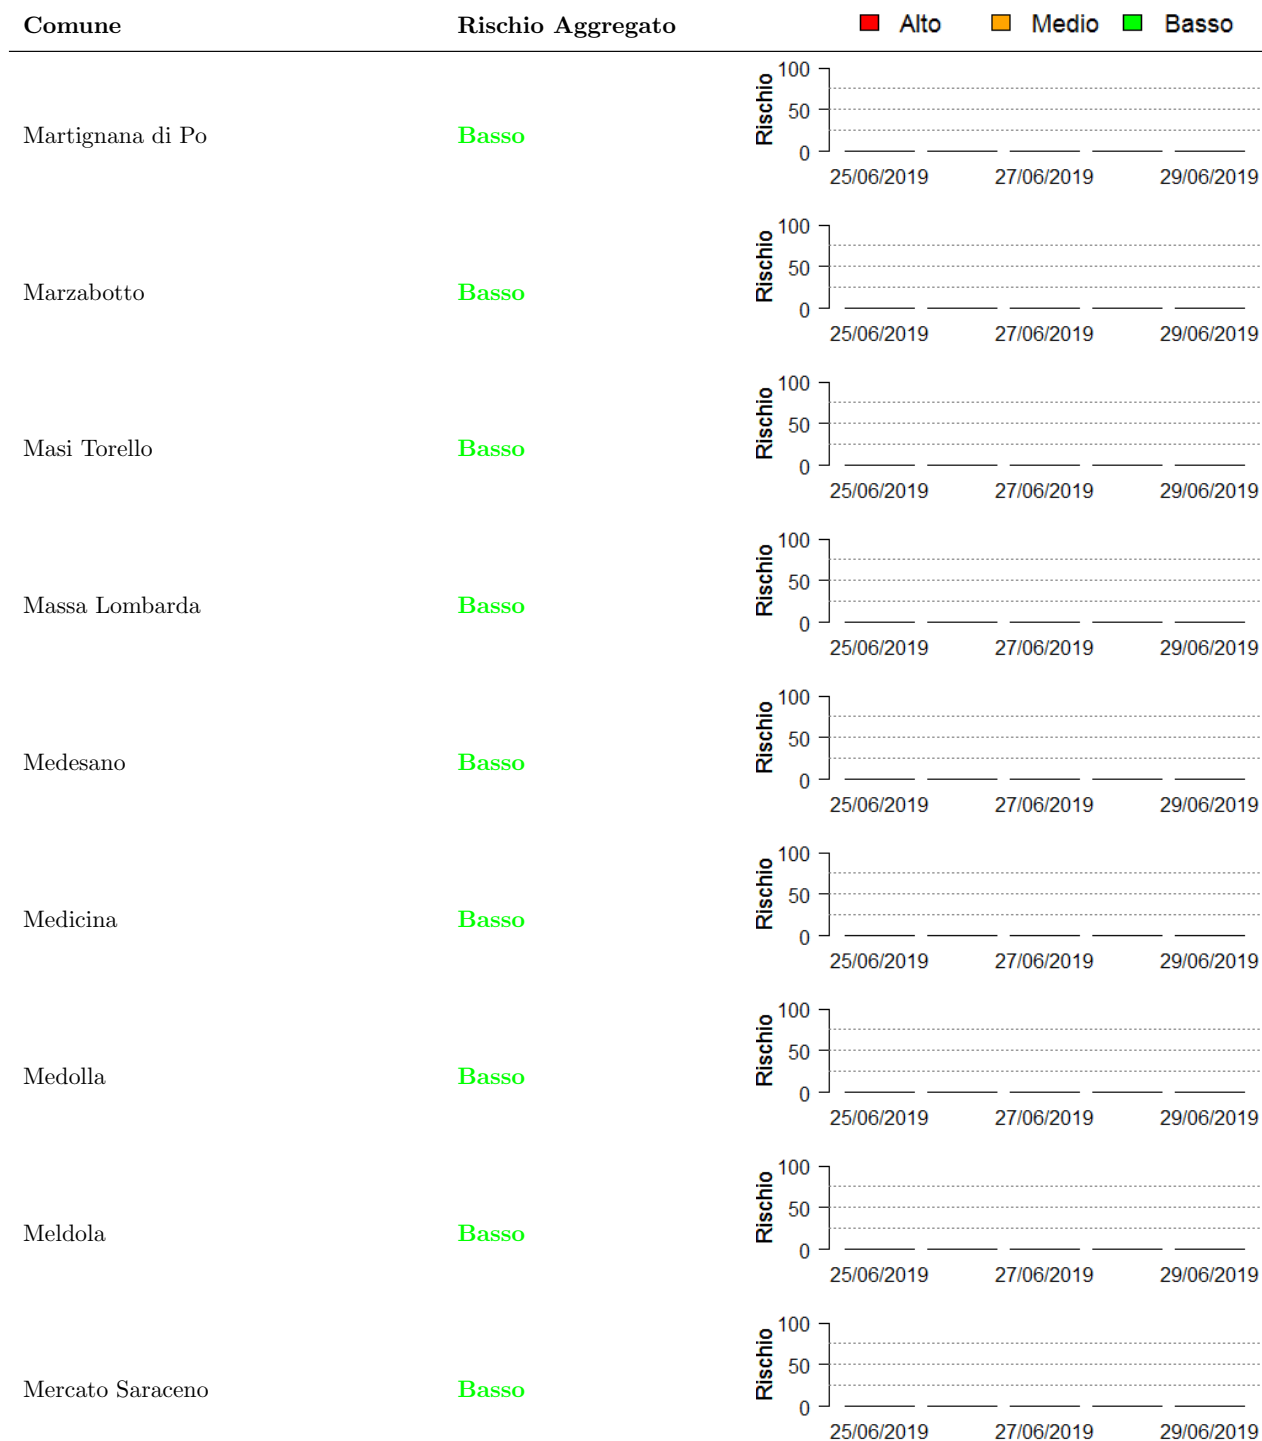 Comune Rischio Aggregato Alto Medio Basso
100
50
0
Rischio
Martignana di Po Basso
25/06/2019 27/06/2019 29/06/2019
100
50
0
Rischio
Marzabotto Basso
25/06/2019 27/06/2019 29/06/2019
100
50
0
Rischio
Masi Torello Basso
25/06/2019 27/06/2019 29/06/2019
100
50
0
Rischio
Massa Lombarda Basso
25/06/2019 27/06/2019 29/06/2019
100
50
0
Rischio
Medesano Basso
25/06/2019 27/06/2019 29/06/2019
100
50
0
Rischio
Medicina Basso
25/06/2019 27/06/2019 29/06/2019
100
50
0
Rischio
Medolla Basso
25/06/2019 27/06/2019 29/06/2019
100
50
0
Rischio
Meldola Basso
25/06/2019 27/06/2019 29/06/2019
100
50
0
Rischio
Mercato Saraceno Basso
25/06/2019 27/06/2019 29/06/2019